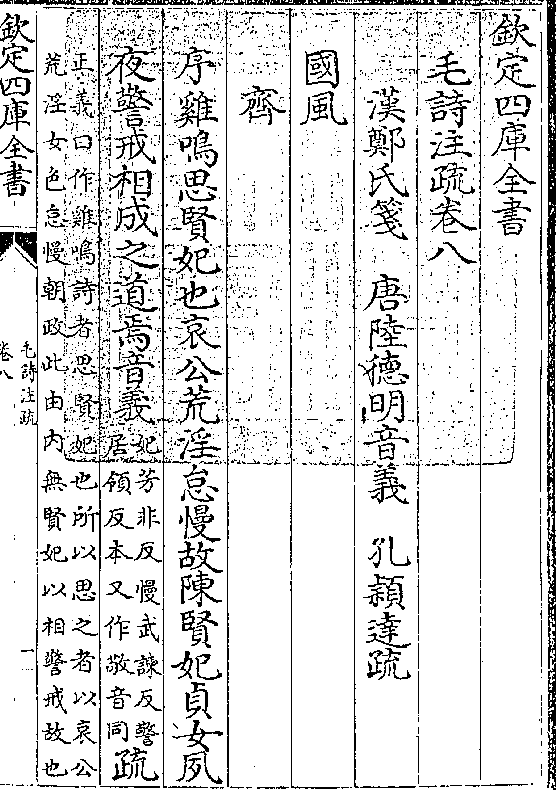 欽定四庫全書
毛詩注疏卷八
漢鄭氏箋 唐陸德明音義 孔穎達疏
國風
齊
序雞鳴思賢妃也哀公荒淫怠慢故陳賢妃貞女夙
夜警戒相成之道焉音義妃芳非反慢武諫反警
居領反本又作敬音同疏
正義曰作雞鳴詩者思賢妃也所以思之者以哀公
荒淫女色怠慢朝政此由内無賢妃以相警戒故也
欽定四庫全書
毛詩注疏
卷八
一